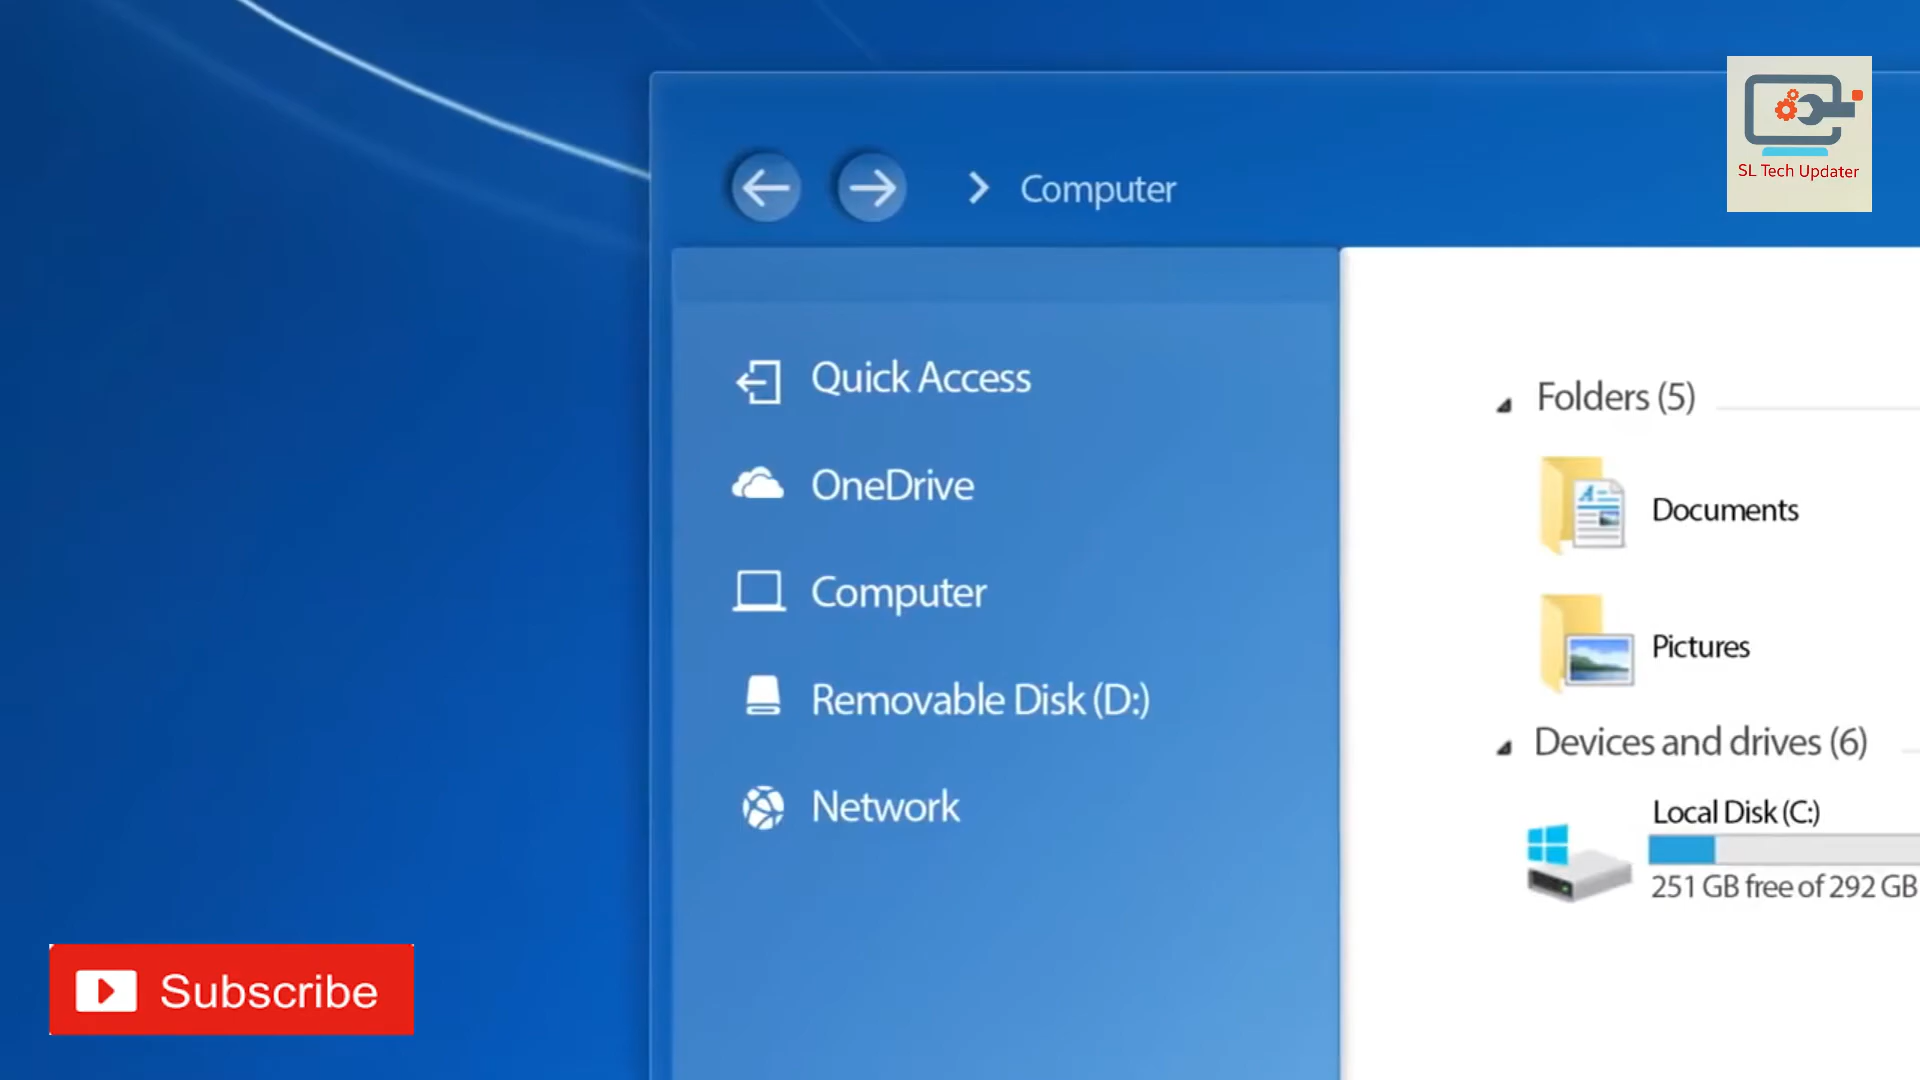 SL Tech Updater
Computer
Quick Access
OneDrive
Computer
Removable Disk (D:)
Network
Folders (5)
Documents
Pictures
Devices and drives (6)
Local Disk (C:)
251 GB free of 292 GB
Subscribe